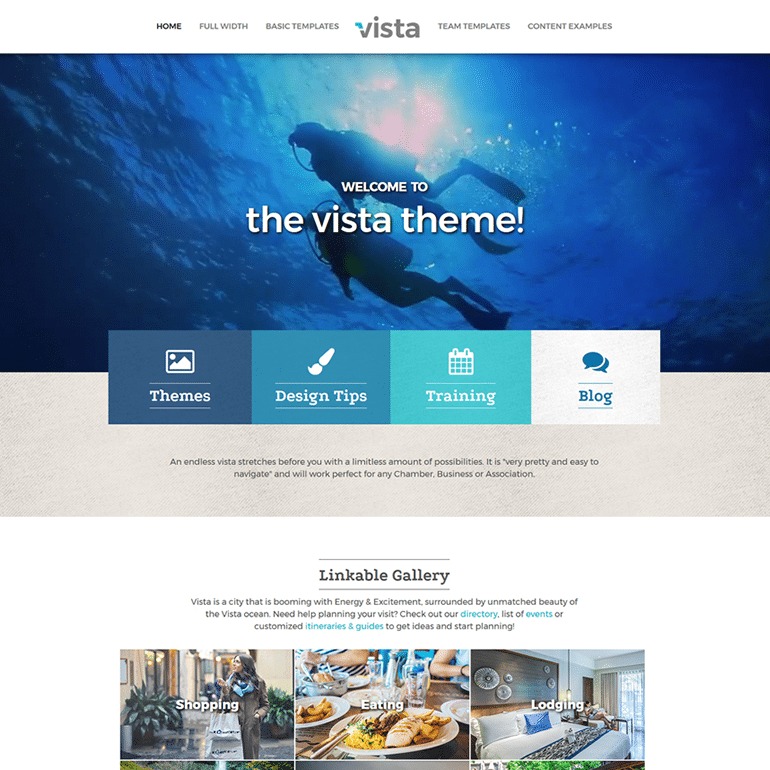 HOME FULL WIDTH BASIC TEMPLATES vista TEAM TEMPLATES CONTENT EXAMPLES
WELCOME TO
the vista theme!
Themes Design Tips Training Blog
An endless vista stretches before you with a limitless amount of possibilities. It is "very pretty and easy to
navigate" and will work perfect for any Chamber, Business or Association.
Linkable Gallery
Vista is a city that is booming with Energy & Excitement, surrounded by unmatched beauty of
the Vista ocean. Need help planning your visit? Check out our directory, list of events or
customized itineraries & guides to get ideas and start planning!
Shopping Eating Lodging